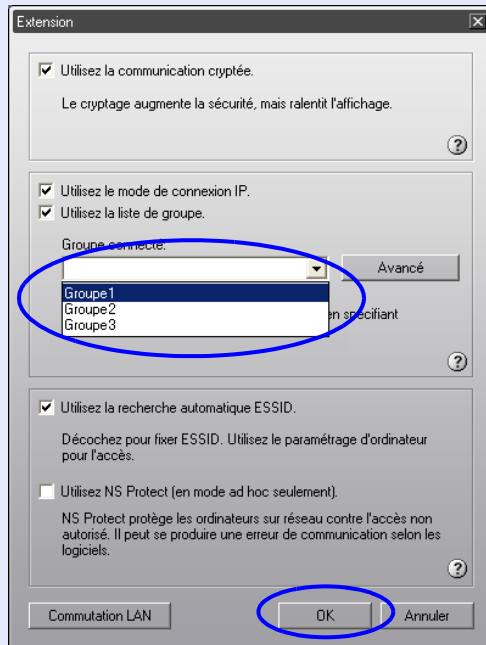 Extension
Utilisez la communication cryptée.
Le cryptage augmente la sécurité, mais ralentit l'affichage.
?
Utilisez le mode de connexion IP.
Utilisez la liste de groupe.
Groupe connecté.
Avancé
Groupe1
Groupe2
Groupe3
en spécifiant
?
Utilisez la recherche automatique ESSID.
Décochez pour fixer ESSID. Utilisez le paramétrage d'ordinateur
pour l'accès.
Utilisez NS Protect (en mode ad hoc seulement).
NS Protect protège les ordinateurs sur réseau contre l'accès non
autorisé. Il peut se produire une erreur de communication selon les
logiciels.
?
Commutation LAN
OK
Annuler